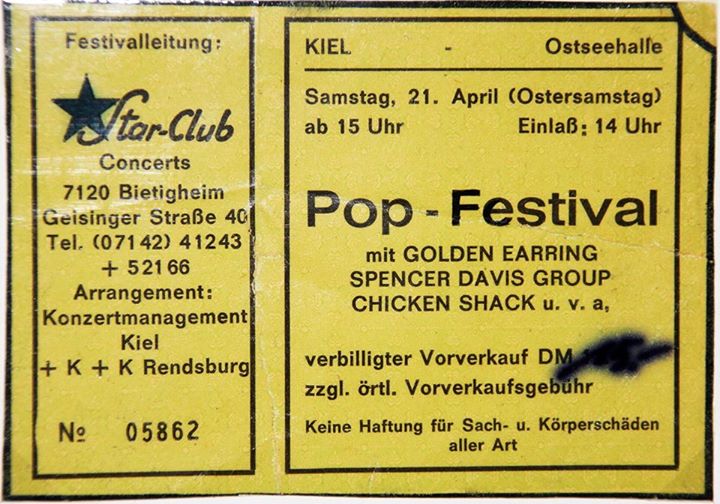 Festivalleitung:
Star-Club
Concerts
7120 Bietigheim
Geisinger Straße 40
Tel. (07142) 41243
+ 52166
Arrangement:
Konzertmanagement
Kiel
+ K + K Rendsburg
Nº 05862
KIEL - Ostseehalle
Samstag, 21. April (Ostersamstag)
ab 15 Uhr Einlaß: 14 Uhr
Pop - Festival
mit GOLDEN EARRING
SPENCER DAVIS GROUP
CHICKEN SHACK u. v. a,
verbilligter Vorverkauf DM
zzgl. örtl. Vorverkaufsgebühr
Keine Haftung für Sach- u. Körperschäden
aller Art